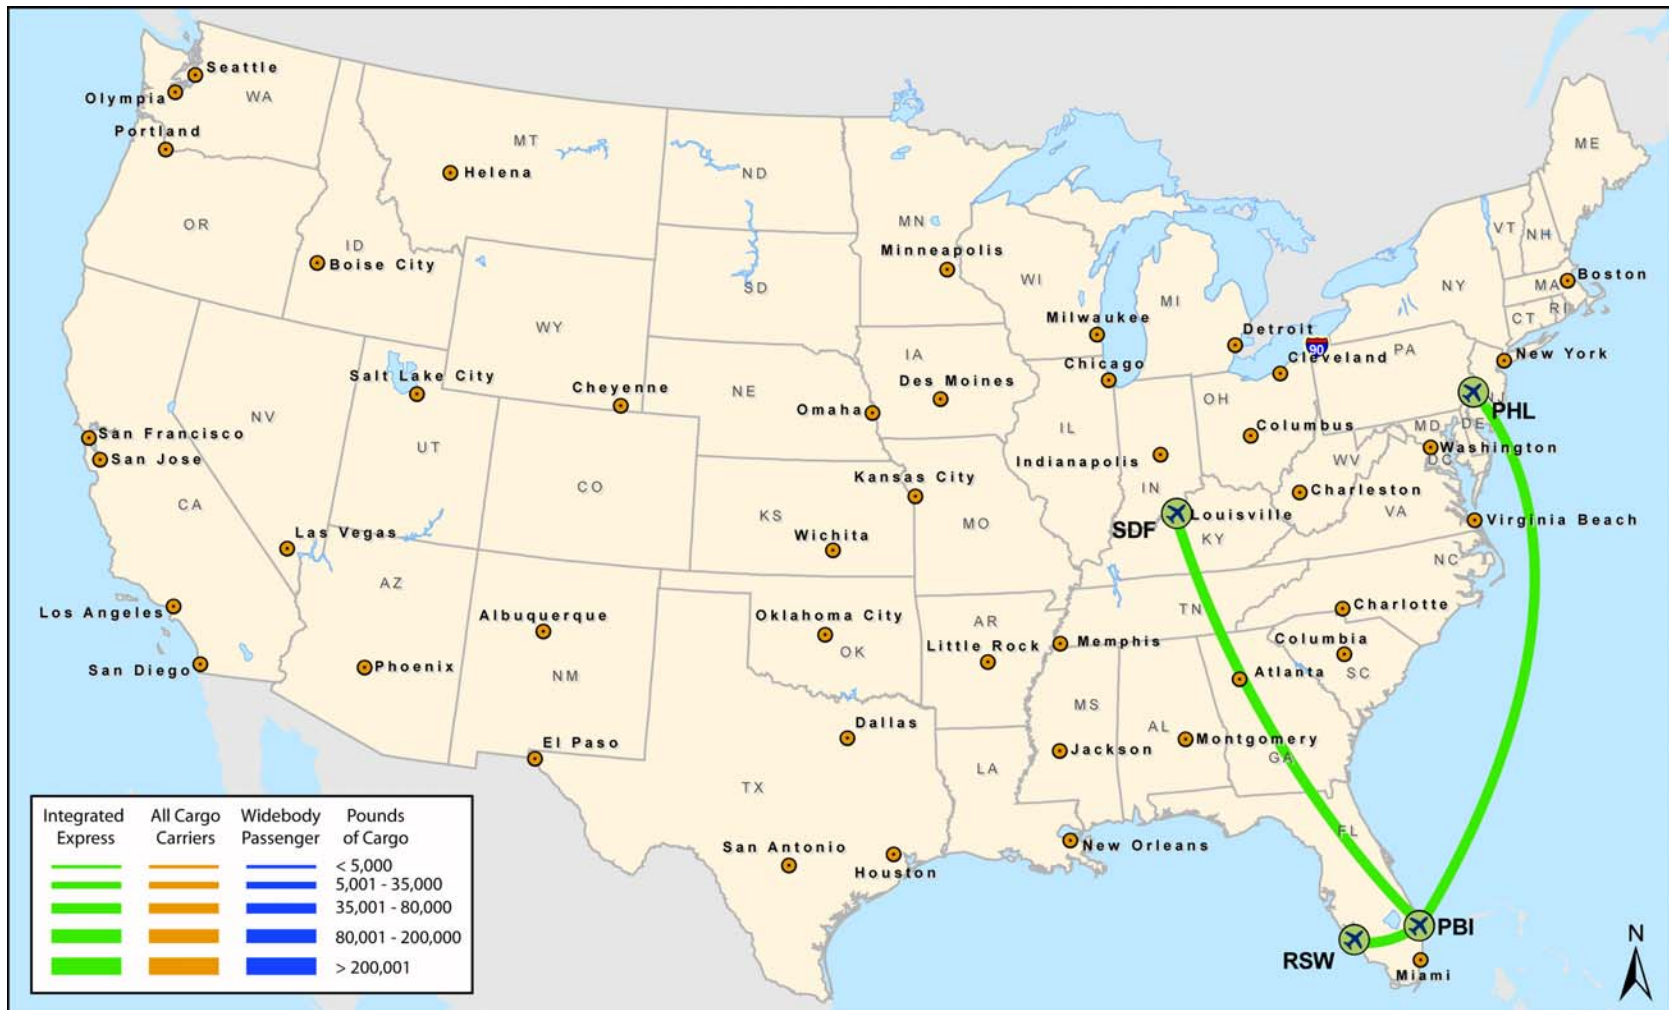 Seattle
WA
Olympia
Portland
MT
Helena
ND
ME
OR
MN
VT
NH
ID
Boise City
Minneapolis
WI
Boston
MA
SD
MI
NY
RI
CT
WY
Milwaukee
Detroit
90
Cleveland
PA
New York
IA
Chicago
Salt Lake City
Cheyenne
NE
Des Moines
OH
NJ
PHL
NV
Omaha
IL
Columbus
MD
DE
San Francisco
UT
Indianapolis
WV
Washington
DC
San Jose
CO
Kansas City
IN
Charleston
CA
KS
MO
SDF
Louisville
VA
Virginia Beach
Las Vegas
Wichita
KY
NC
AZ
Los Angeles
Albuquerque
Oklahoma City
AR
TN
Charlotte
Little Rock
Memphis
Columbia
OK
San Diego
Phoenix
NM
Atlanta
SC
MS
Dallas
AL
El Paso
Jackson
Montgomery
GA
LA
TX
FL
San Antonio
Houston
New Orleans
PBI
RSW
Miami
N
Integrated Express
All Cargo Carriers
Widebody Passenger
Pounds of Cargo
< 5,000
5,001 - 35,000
35,001 - 80,000
80,001 - 200,000
> 200,001